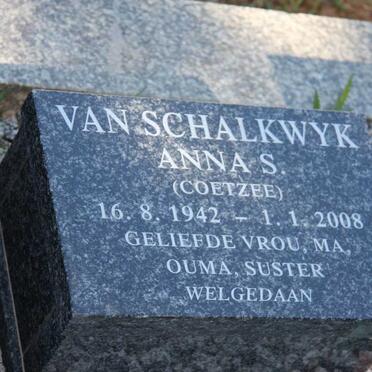 VAN SCHALKWYK
ANNA S.
(COETZEE)
16. 8. 1942 – 1. 1. 2008
GELIEFDE VROU, MA,
OUMA, SUSTER
WELGEDAAN